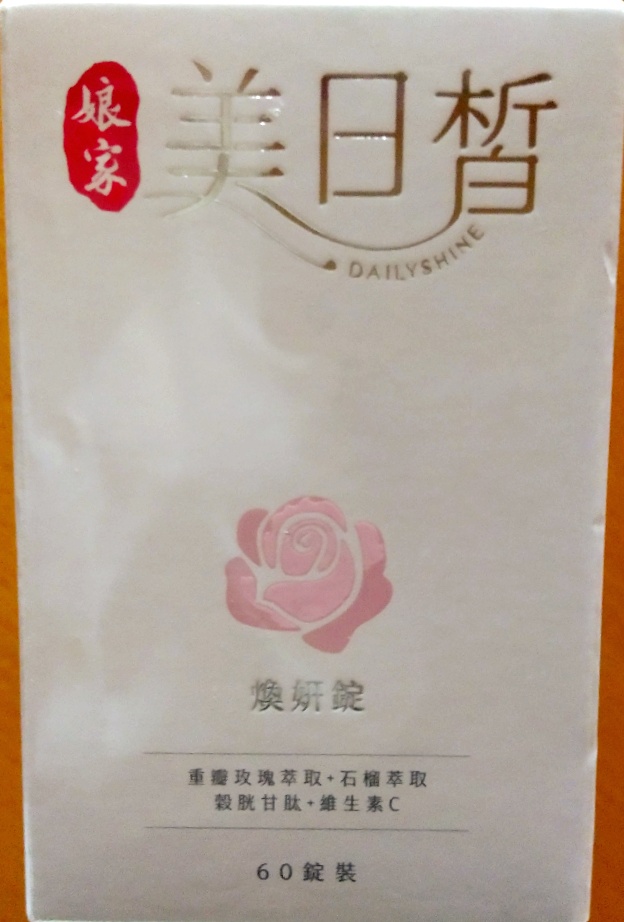 娘家
美日皙
DAILYSHINE
煥妍錠
重瓣玫瑰萃取+石榴萃取
穀胱甘肽+維生素C
60錠裝